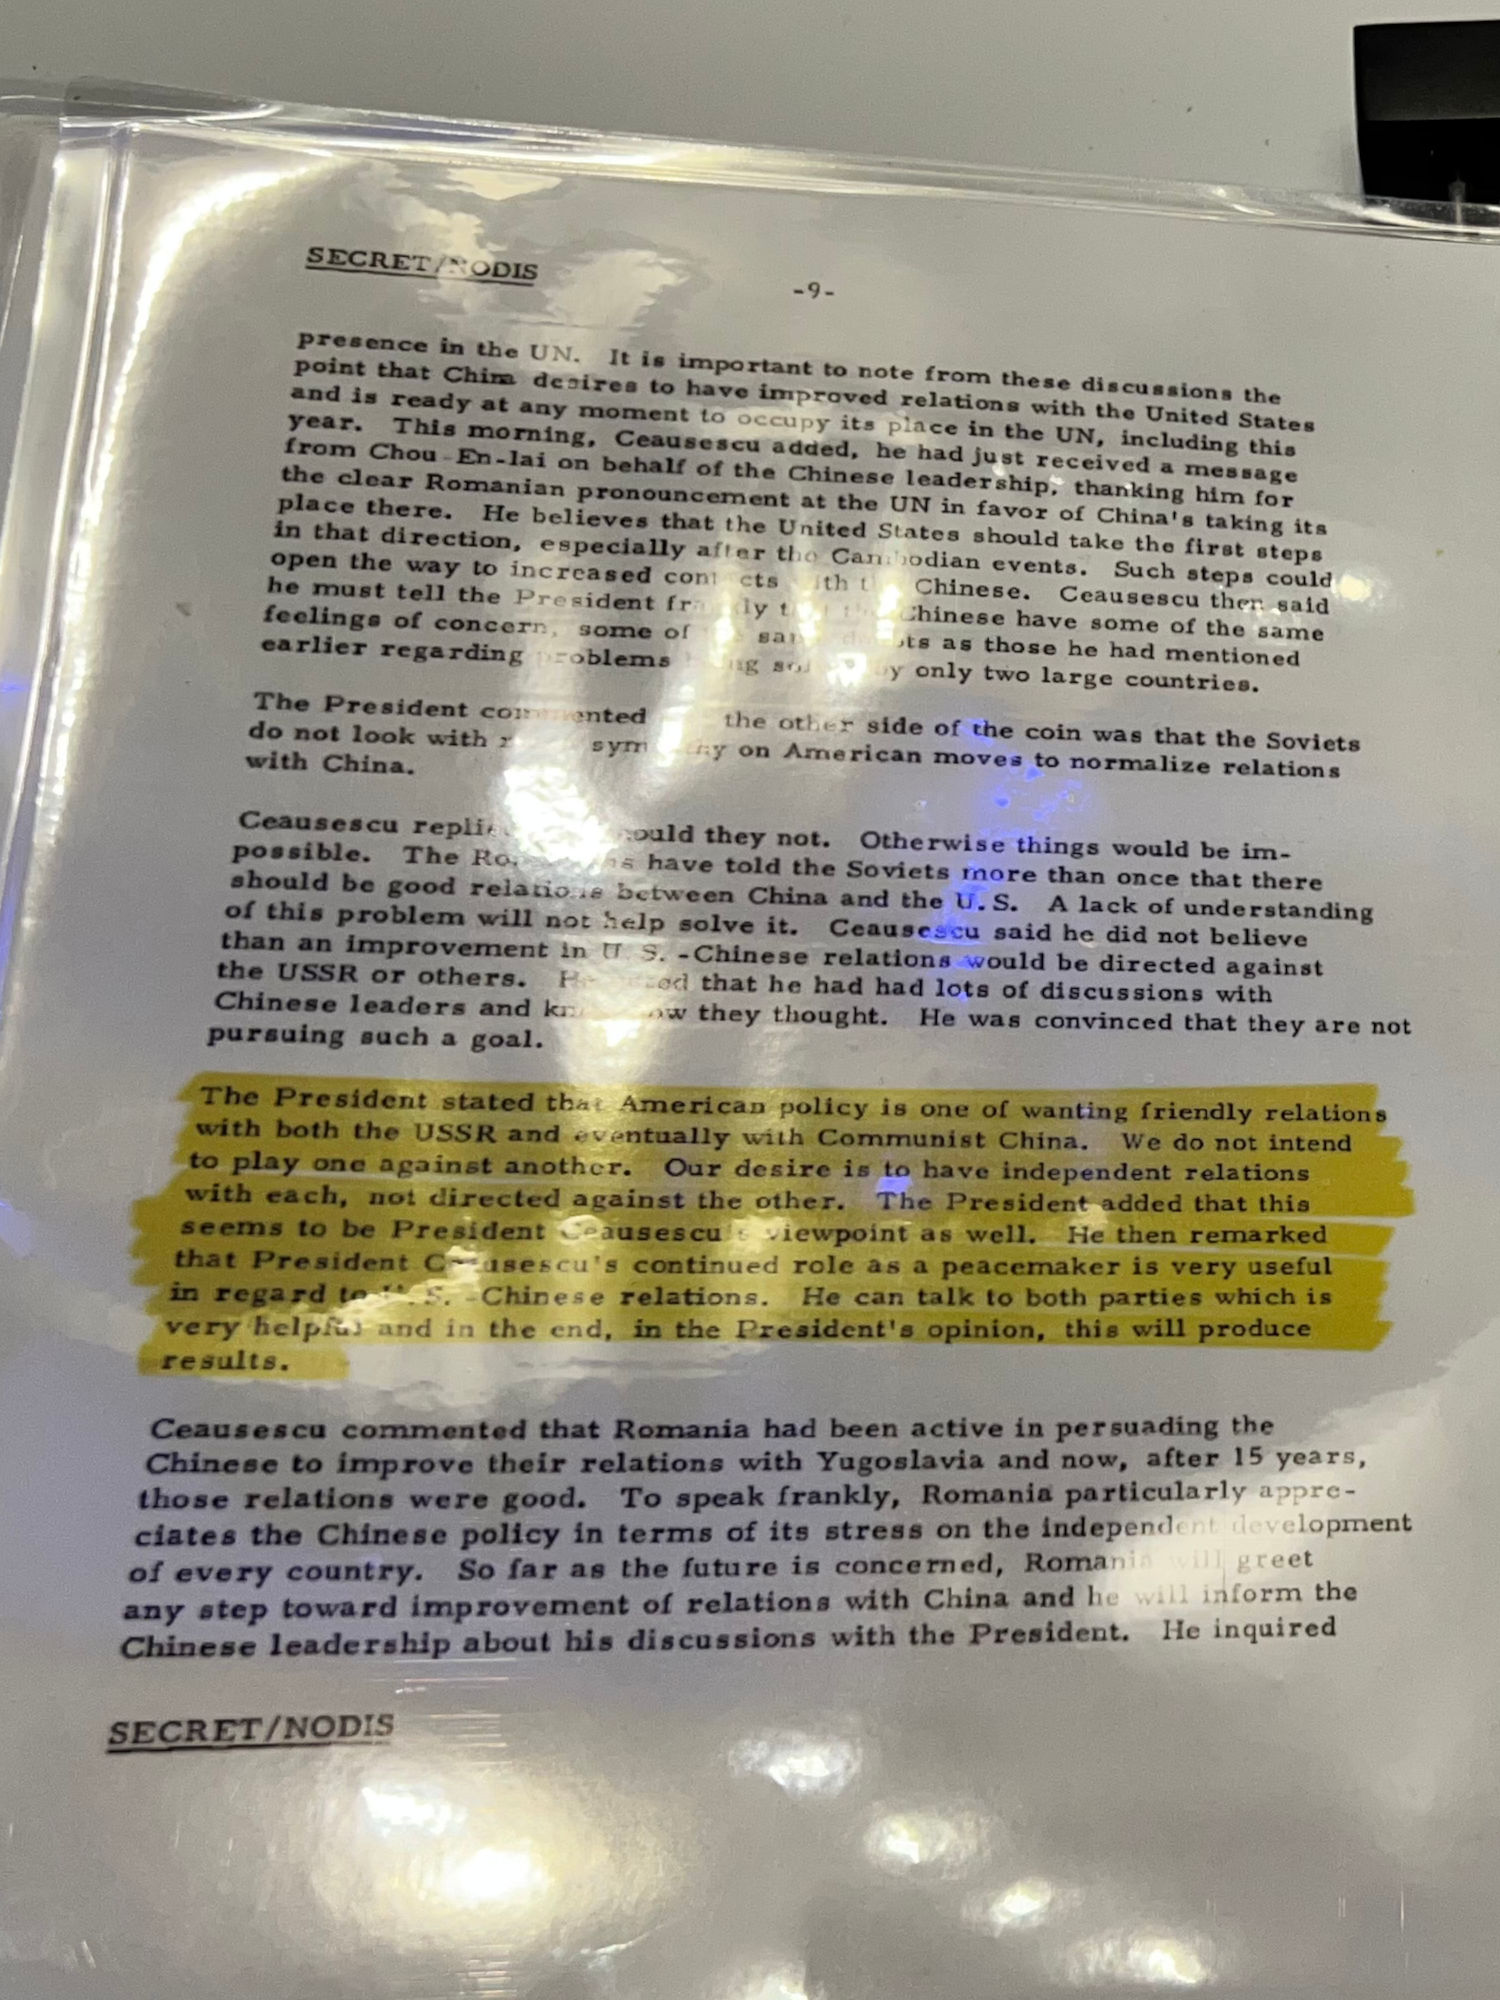 SECRET/NODIS
-9-
presence in the UN. It is important to note from these discussions the
point that China desires to have improved relations with the United States
and is ready at any moment to occupy its place in the UN, including this
year. This morning, Ceausescu added, he had just received a message
from Chou En-lai on behalf of the Chinese leadership, thanking him for
the clear Romanian pronouncement at the UN in favor of China's taking its
place there. He believes that the United States should take the first steps
in that direction, especially after the Cambodian events. Such steps could
open the way to increased contacts with the Chinese. Ceausescu then said
he must tell the President frankly that the Chinese have some of the same
feelings of concern, some of same doubts as those he had mentioned
earlier regarding problems being solved by only two large countries.
The President commented the other side of the coin was that the Soviets
do not look with sympathy on American moves to normalize relations
with China.
Ceausescu replied should they not. Otherwise things would be im-
possible. The Romanians have told the Soviets more than once that there
should be good relations between China and the U.S. A lack of understanding
of this problem will not help solve it. Ceausescu said he did not believe
than an improvement in U.S.-Chinese relations would be directed against
the USSR or others. He that he had had lots of discussions with
Chinese leaders and how they thought. He was convinced that they are not
pursuing such a goal.
The President stated that American policy is one of wanting friendly relations
with both the USSR and eventually with Communist China. We do not intend
to play one against another. Our desire is to have independent relations
with each, not directed against the other. The President added that this
seems to be President Ceausescu's viewpoint as well. He then remarked
that President Ceausescu's continued role as a peacemaker is very useful
in regard to U.S.-Chinese relations. He can talk to both parties which is
very helpful and in the end, in the President's opinion, this will produce
results.
Ceausescu commented that Romania had been active in persuading the
Chinese to improve their relations with Yugoslavia and now, after 15 years,
those relations were good. To speak frankly, Romania particularly appre-
ciates the Chinese policy in terms of its stress on the independent development
of every country. So far as the future is concerned, Romania will greet
any step toward improvement of relations with China and he will inform the
Chinese leadership about his discussions with the President. He inquired
SECRET/NODIS